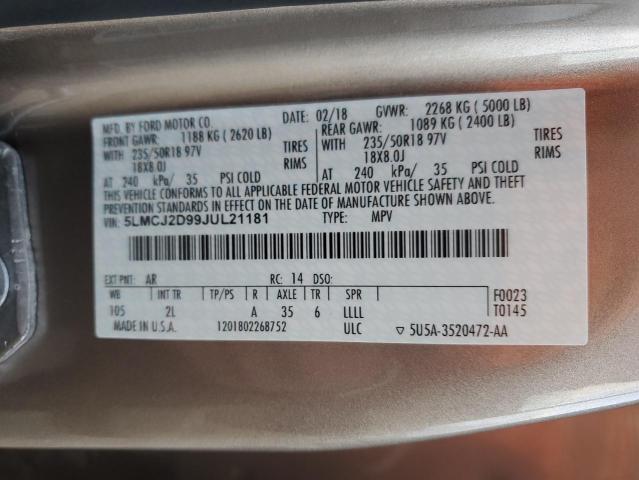 MFD. BY FORD MOTOR CO. DATE: 02/18 GVWR: 2268 KG ( 5000 LB)
FRONT GAWR: 1188 KG ( 2620 LB) REAR GAWR: 1089 KG ( 2400 LB)
WITH 235/50R18 97V TIRES WITH 235/50R18 97V TIRES
18X8.0J RIMS 18X8.0J RIMS
AT 240 kPa/ 35 PSI COLD AT 240 kPa/ 35 PSI COLD
THIS VEHICLE CONFORMS TO ALL APPLICABLE FEDERAL MOTOR VEHICLE SAFETY AND THEFT
PREVENTION STANDARDS IN EFFECT ON THE DATE OF MANUFACTURE SHOWN ABOVE.
VIN: 5LMCJ2D99JUL21181 TYPE: MPV
EXT PNT: AR RC: 14 DSO: F0023
WB INT TR TP/PS R AXLE TR SPR T0145
105 2L A 35 6 LLLL
MADE IN U.S.A. 1201802268752 ULC ▽ 5U5A-3520472-AA